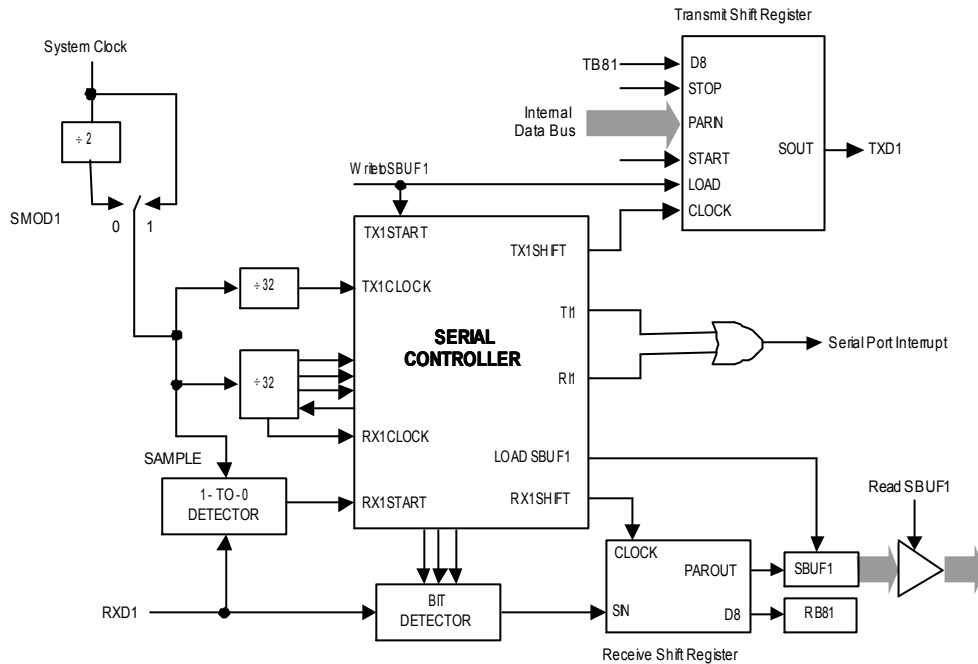 Transmit Shift Register
System Clock
TB81
D8
STOP
÷ 2
Internal
Data Bus
PARIN
SOUT
TXD1
START
WritetoSBUF1
LOAD
SMOD1
0
1
CLOCK
TX1START
TX1SHIFT
÷ 32
TX1CLOCK
TI1
SERIAL
CONTROLLER
Serial Port Interrupt
÷ 32
RI1
RX1CLOCK
SAMPLE
LOAD SBUF1
1- TO-0
DETECTOR
RX1START
RX1SHIFT
Read SBUF1
CLOCK
PAROUT
SBUF1
RXD1
BIT
DETECTOR
SIN
D8
RB81
Receive Shift Register